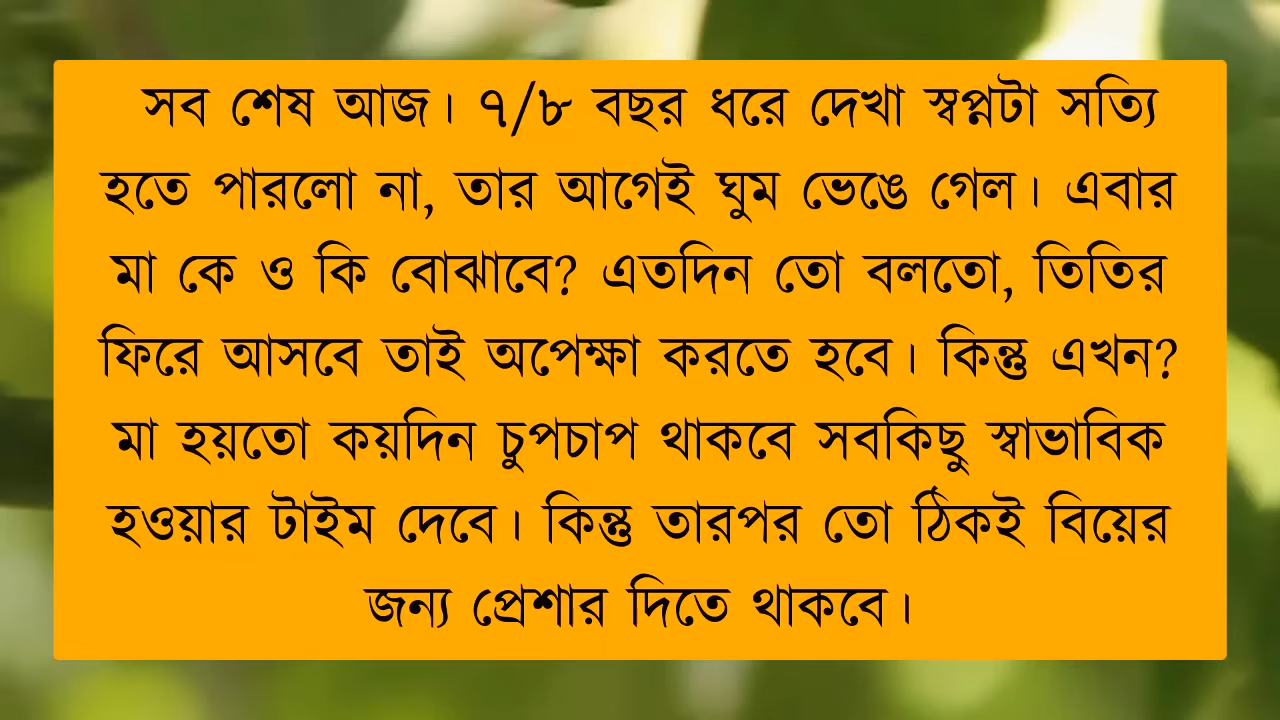 সব শেষ আজ। ৭/৮ বছর ধরে দেখা স্বপ্নটা সত্যি
হতে পারলো না, তার আগেই ঘুম ভেঙে গেল। এবার
মা কে ও কি বোঝাবে? এতদিন তো বলতো, তিতির
ফিরে আসবে তাই অপেক্ষা করতে হবে। কিন্তু এখন?
মা হয়তো কয়দিন চুপচাপ থাকবে সবকিছু স্বাভাবিক
হওয়ার টাইম দেবে। কিন্তু তারপর তো ঠিকই বিয়ের
জন্য প্রেশার দিতে থাকবে।